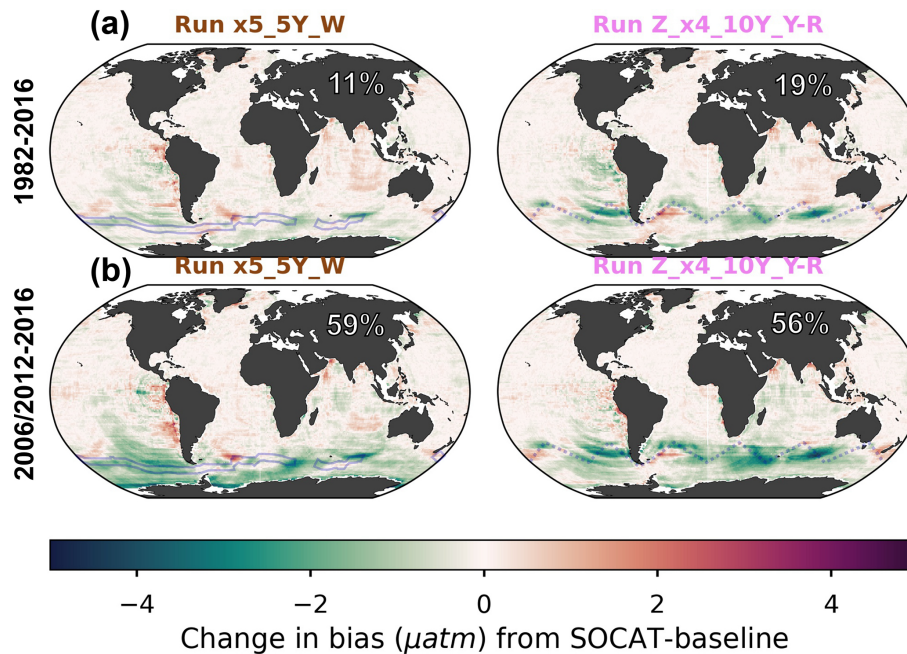 (a)
Run x5_5Y_W
Run Z_x4_10Y_Y-R
1982-2016
11%
19%
(b)
Run x5_5Y_W
Run Z_x4_10Y_Y-R
2006/2012-2016
59%
56%
−4
−2
0
2
4
Change in bias (μatm) from SOCAT-baseline